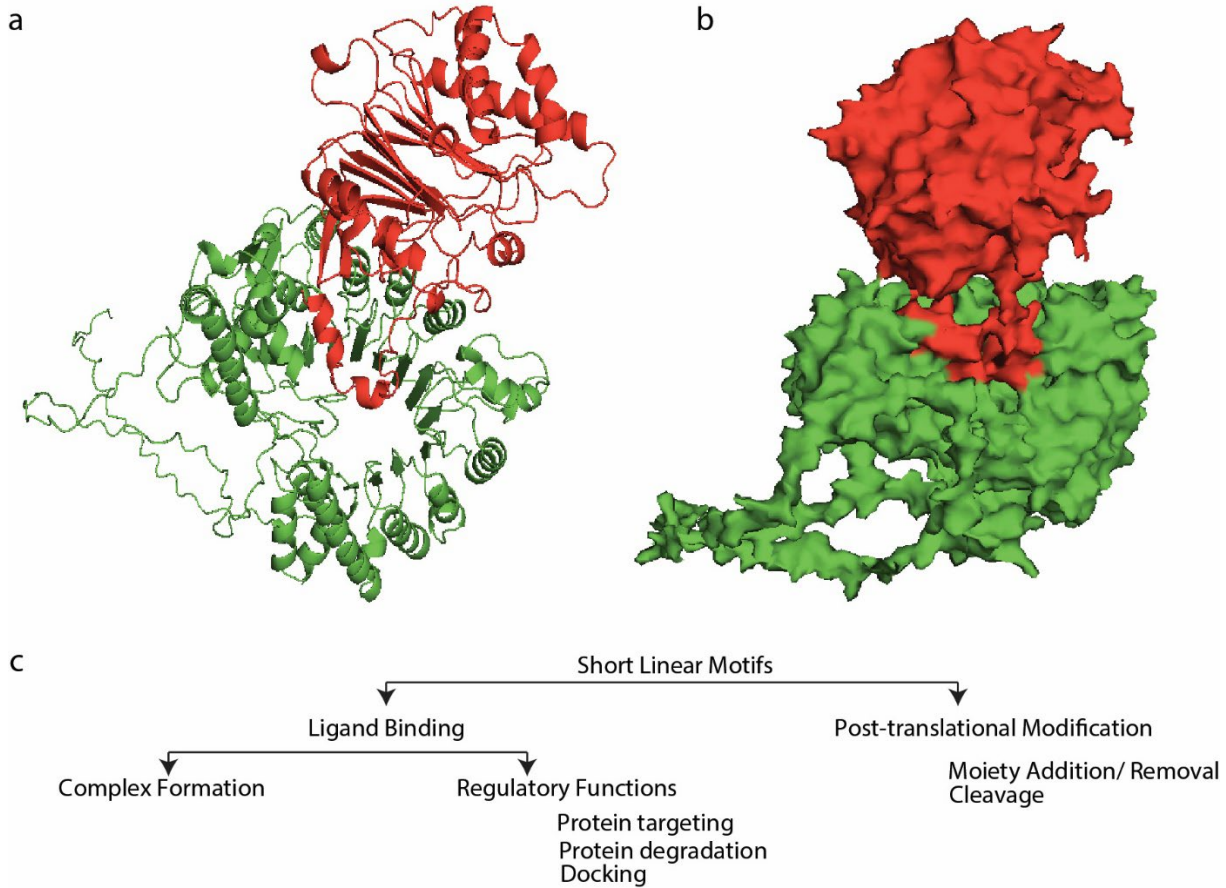 a
b
c
Short Linear Motifs
Ligand Binding
Post-translational Modification
Complex Formation
Regulatory Functions
Moiety Addition/ Removal
Cleavage
Protein targeting
Protein degradation
Docking